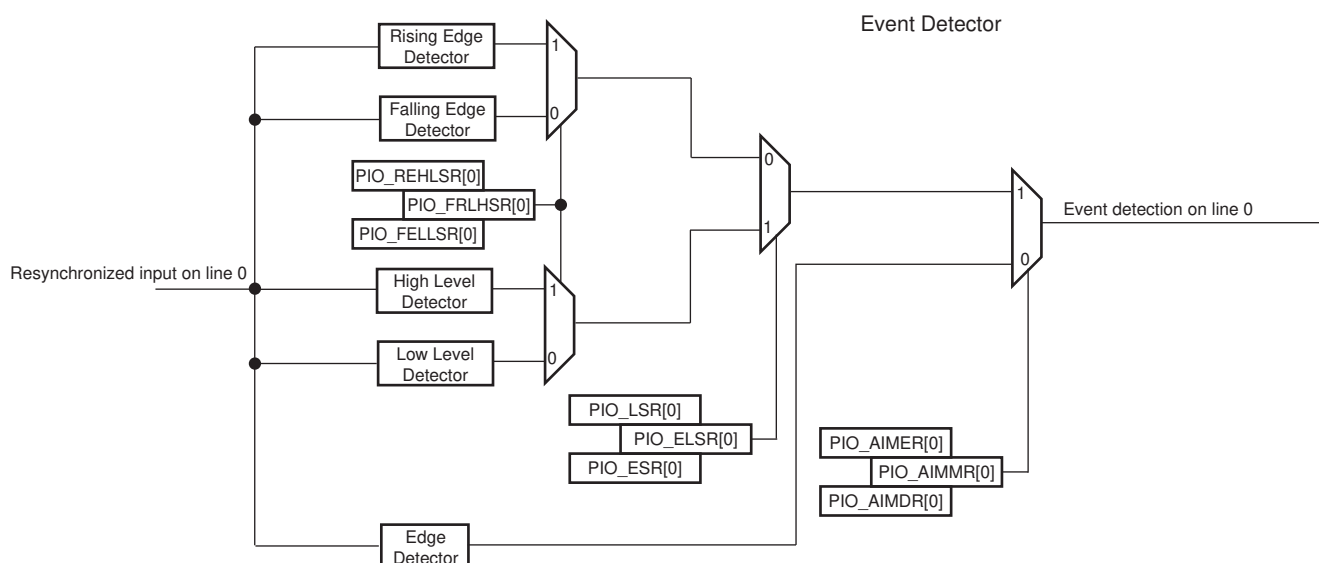 Event Detector
Rising Edge
Detector
1
Falling Edge
Detector
0
PIO_REHLSR[0]
PIO_FRLHSR[0]
PIO_FELLSR[0]
0
1
1
0
Event detection on line 0
Resynchronized input on line 0
High Level
Detector
1
Low Level
Detector
0
PIO_LSR[0]
PIO_ELSR[0]
PIO_ESR[0]
PIO_AIMER[0]
PIO_AIMMR[0]
PIO_AIMDR[0]
Edge
Detector